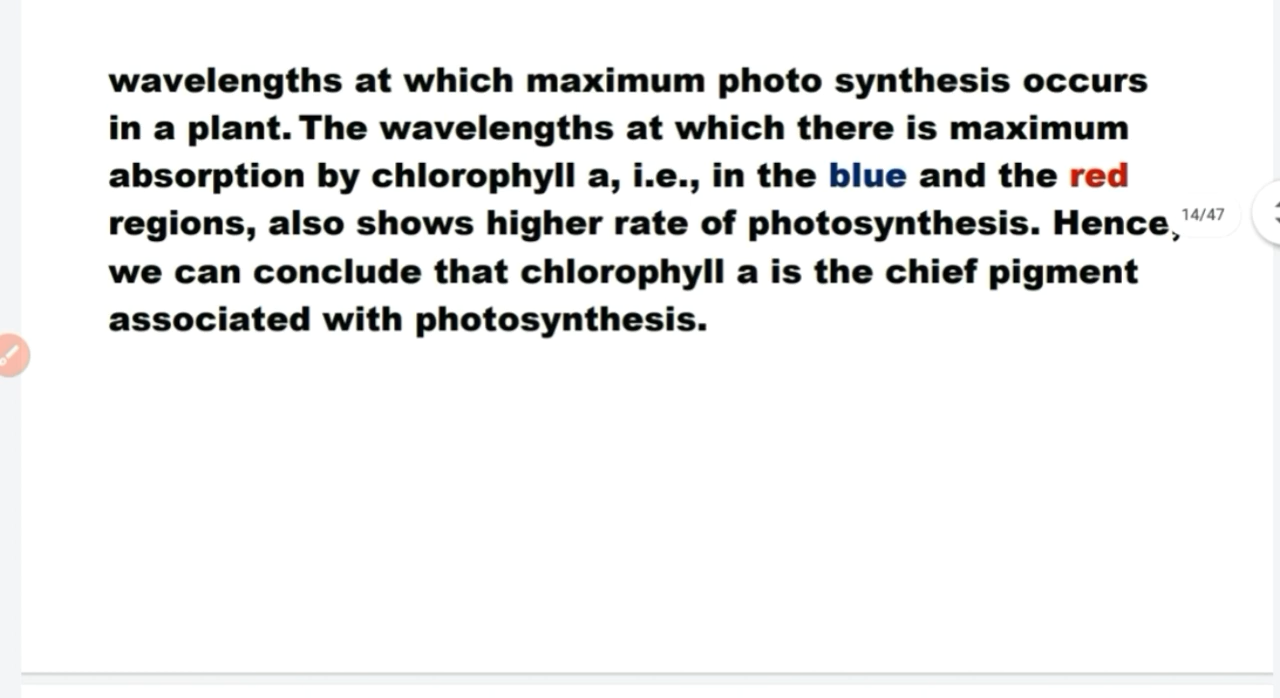 wavelengths at which maximum photo synthesis occurs
in a plant. The wavelengths at which there is maximum
absorption by chlorophyll a, i.e., in the blue and the red
regions, also shows higher rate of photosynthesis. Hence,
14/47
we can conclude that chlorophyll a is the chief pigment
associated with photosynthesis.